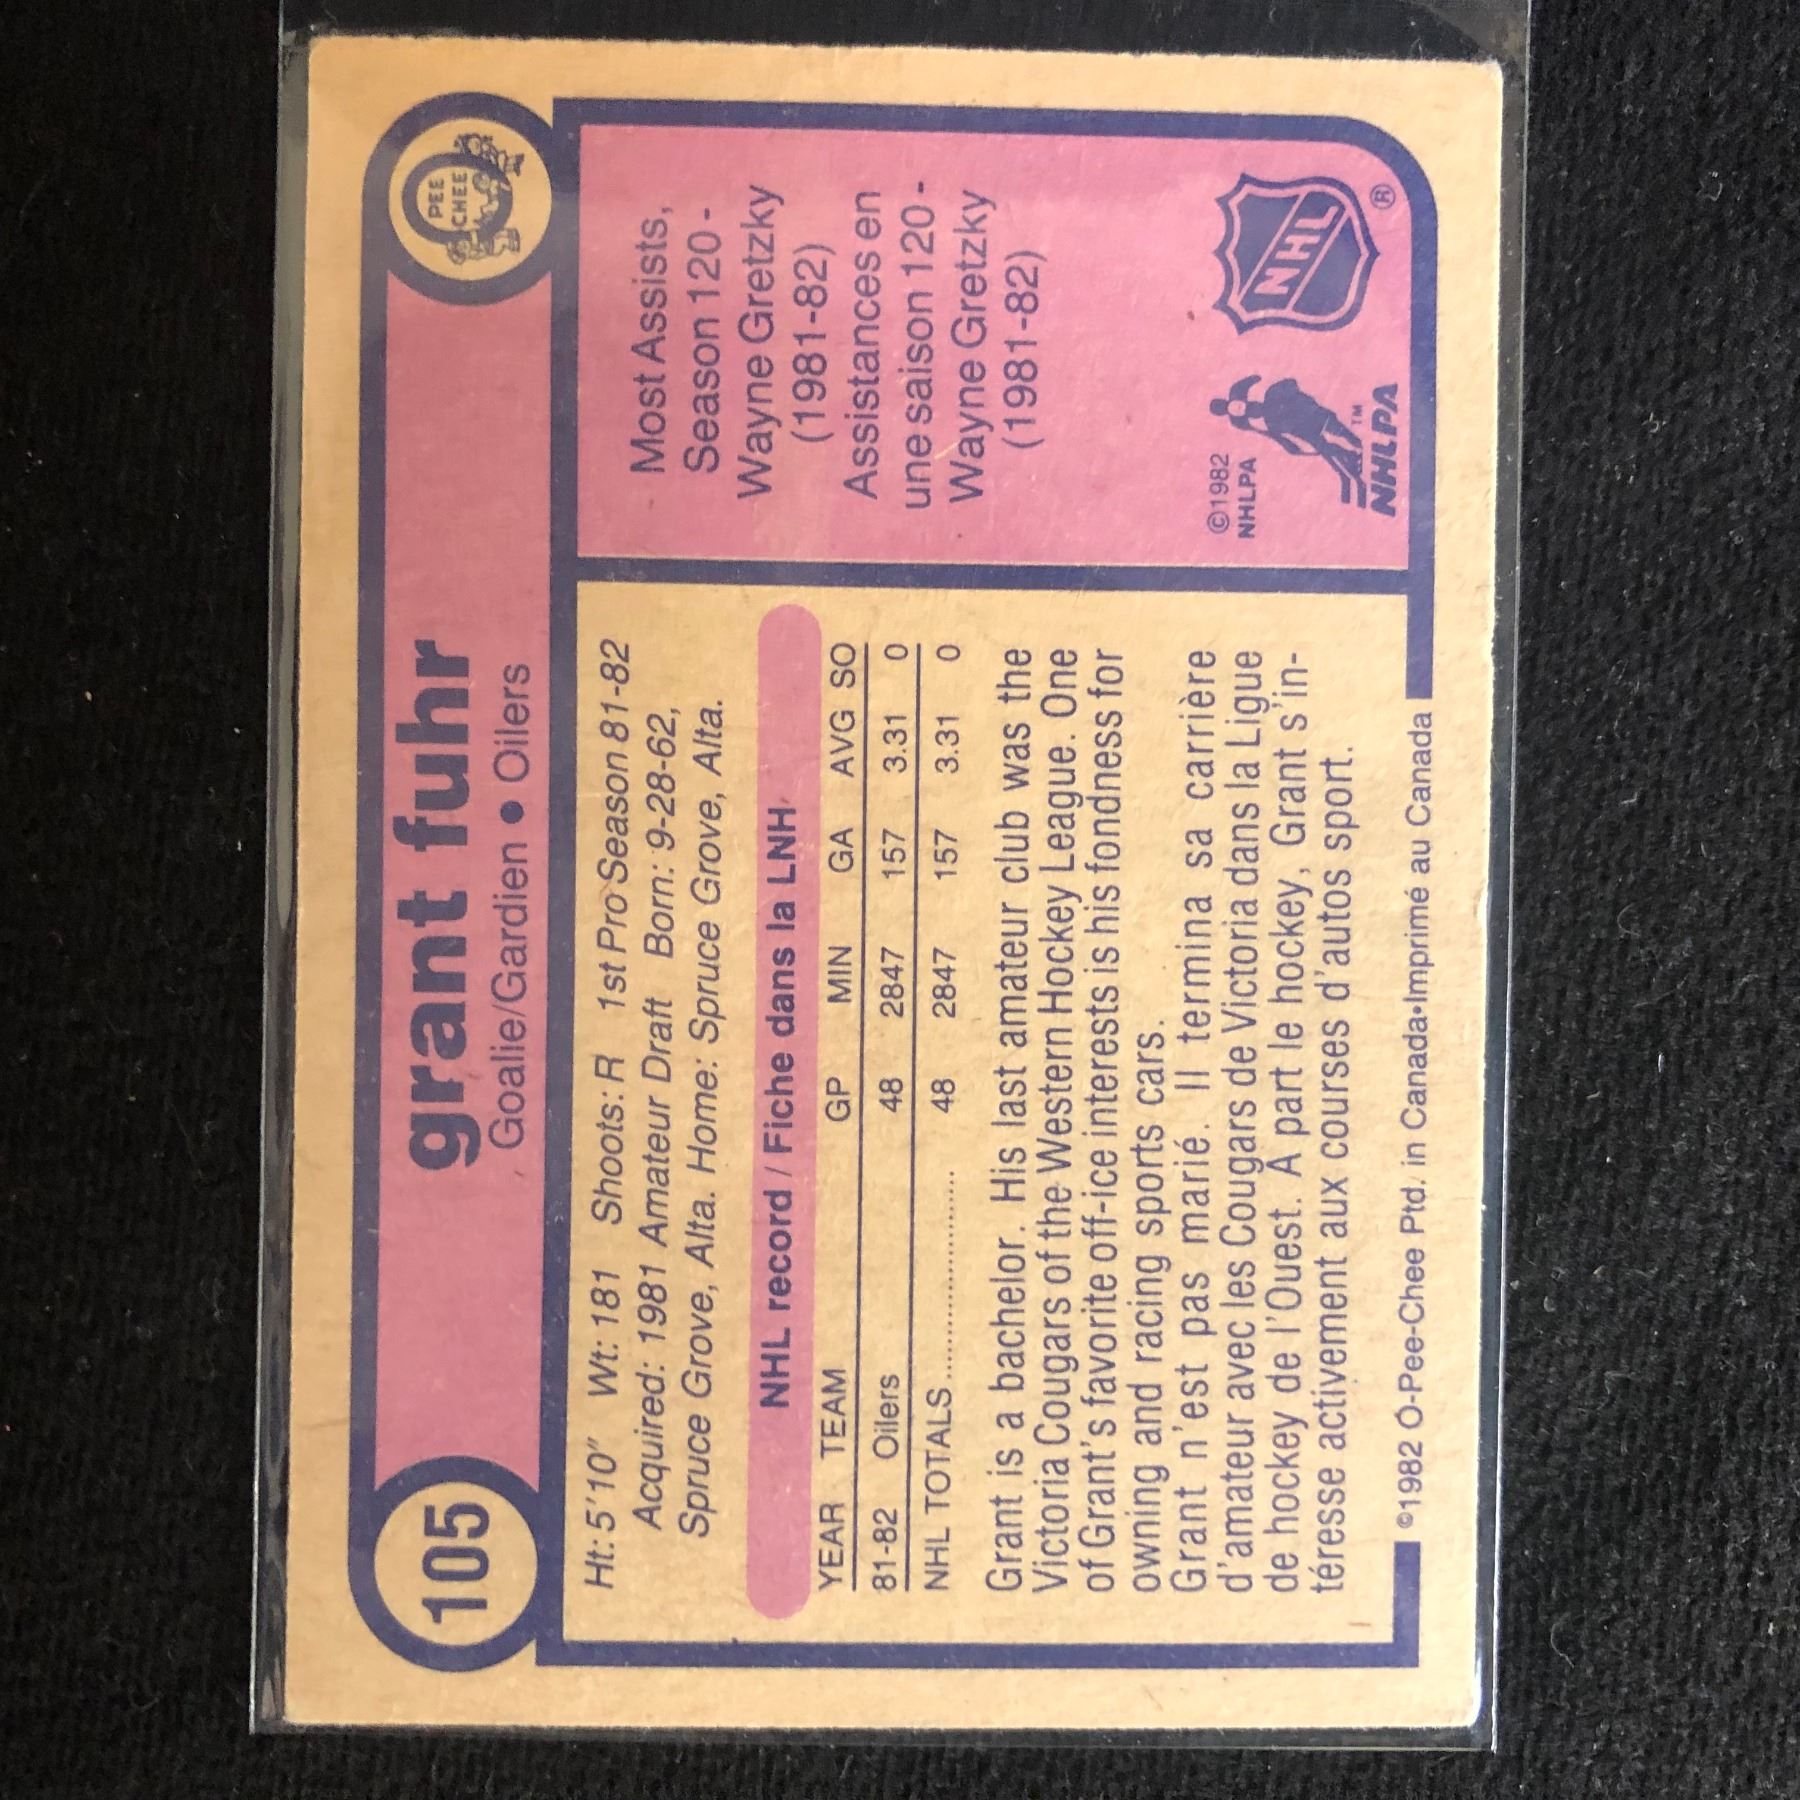 105
grant fuhr
Goalie/Gardien • Oilers
O
PEE
CHEE
Ht: 5'10" Wt: 181 Shoots: R 1st Pro Season 81-82
Acquired: 1981 Amateur Draft Born: 9-28-62,
Spruce Grove, Alta. Home: Spruce Grove, Alta.
NHL record / Fiche dans la LNH
YEAR TEAM GP MIN GA AVG SO
81-82 Oilers 48 2847 157 3.31 0
NHL TOTALS .................... 48 2847 157 3.31 0
Grant is a bachelor. His last amateur club was the
Victoria Cougars of the Western Hockey League. One
of Grant's favorite off-ice interests is his fondness for
owning and racing sports cars.
Grant n'est pas marié. Il termina sa carrière
d'amateur avec les Cougars de Victoria dans la Ligue
de hockey de l'Ouest. A part le hockey, Grant s'in-
téresse activement aux courses d'autos sport.
©1982 O-Pee-Chee Ptd. in Canada•Imprimé au Canada
Most Assists,
Season 120 -
Wayne Gretzky
(1981-82)
Assistances en
une saison 120 -
Wayne Gretzky
(1981-82)
©1982
NHLPA
TM
NHLPA
NHL
®